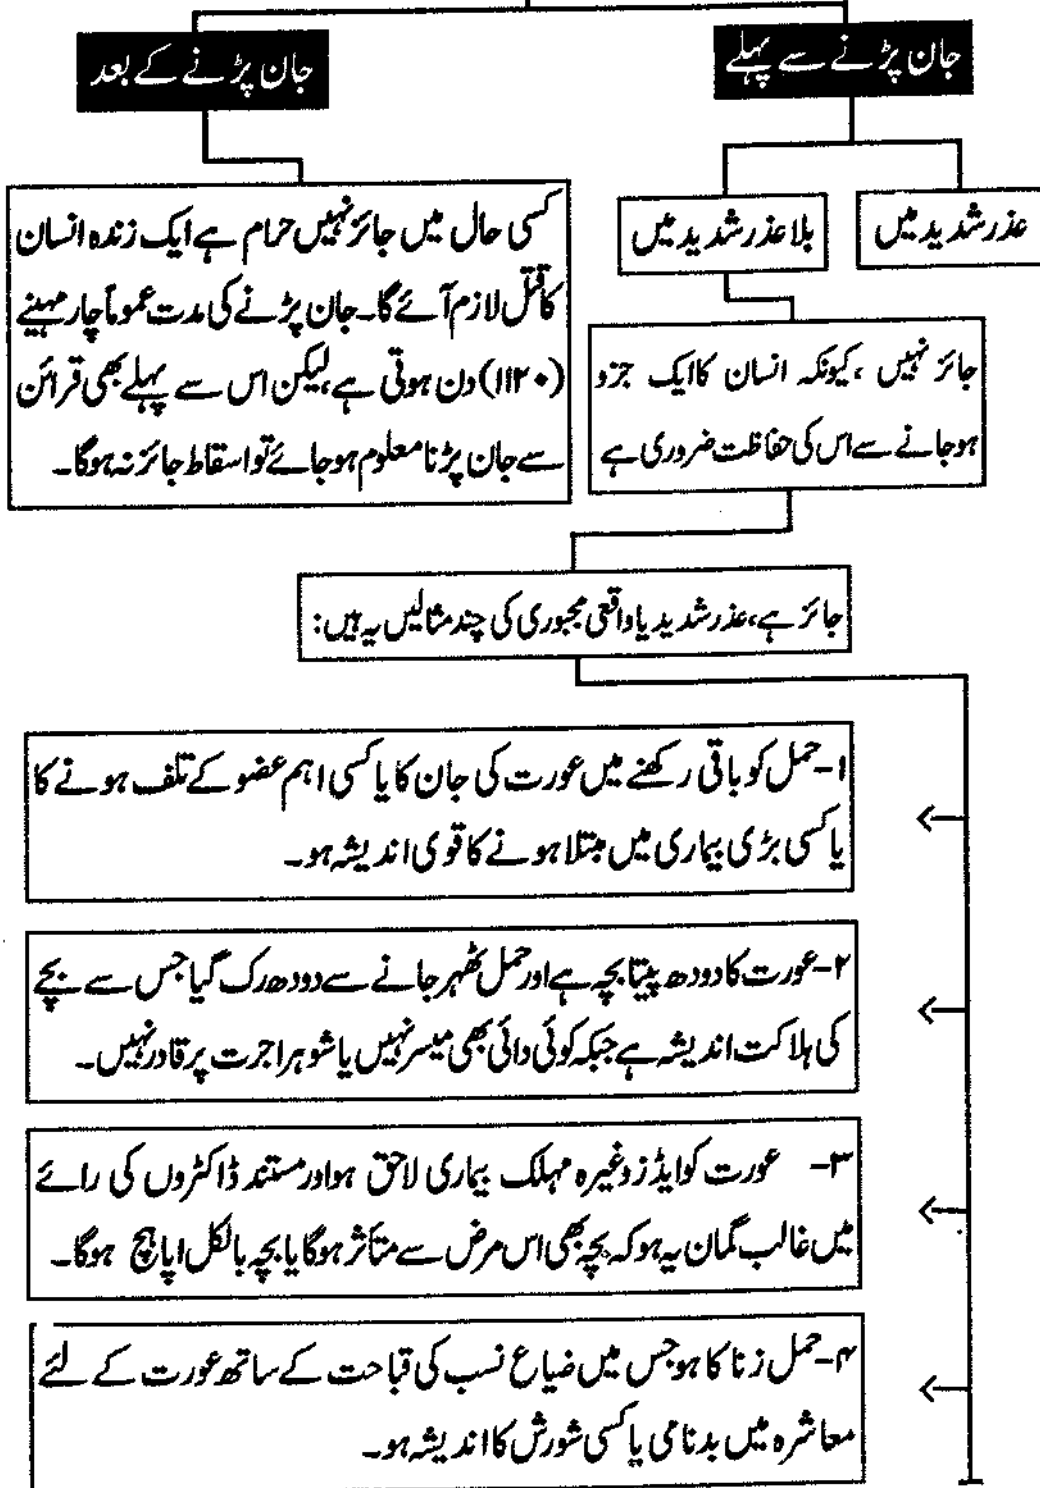 جان پڑنے سے پہلے
جان پڑنے کے بعد
عذر شدید میں
بلا عذر شدید میں
جائز نہیں ، کیونکہ انسان کا ایک جزو
ہوجانے سے اس کی حفاظت ضروری ہے
کسی حال میں جائز نہیں حرام ہے ایک زندہ انسان
کا قتل لازم آئے گا۔ جان پڑنے کی مدت عموماً چار مہینے
(۱۱۲۰) دن ہوتی ہے، لیکن اس سے پہلے بھی قرائن
سے جان پڑنا معلوم ہوجائے تو اسقاط جائز نہ ہوگا۔
جائز ہے، عذر شدید یا واقعی مجبوری کی چند مثالیں یہ ہیں:
۱- حمل کو باقی رکھنے میں عورت کی جان کا یا کسی اہم عضو کے تلف ہونے کا
یا کسی بڑی بیماری میں مبتلا ہونے کا قوی اندیشہ ہو۔
۲- عورت کا دودھ پیتا بچہ ہے اور حمل ٹھہر جانے سے دودھ رک گیا جس سے بچے
کی ہلاکت اندیشہ ہے جبکہ کوئی دائی بھی میسر نہیں یا شوہر اجرت پر قادر نہیں۔
۳- عورت کو ایڈز وغیرہ مہلک بیماری لاحق ہو اور مستند ڈاکٹروں کی رائے
میں غالب گمان یہ ہو کہ بچہ بھی اس مرض سے متأثر ہوگا یا بچہ بالکل اپاہج ہوگا۔
۴- حمل زنا کا ہو جس میں ضیاع نسب کی قباحت کے ساتھ عورت کے لئے
معاشرہ میں بدنامی یا کسی شورش کا اندیشہ ہو۔